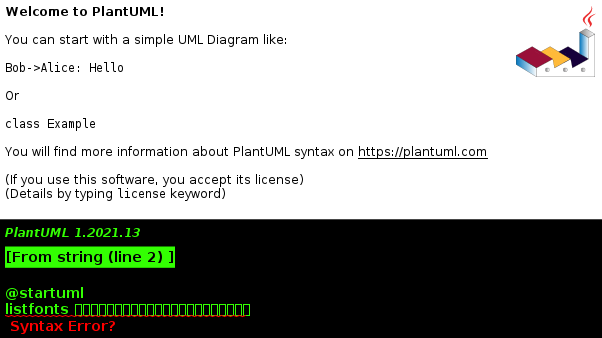 Welcome to PlantUML!
You can start with a simple UML Diagram like:
Bob->Alice: Hello
Or
class Example
You will find more information about PlantUML syntax on https://plantuml.com
(If you use this software, you accept its license)
(Details by typing license keyword)
PlantUML 1.2021.13
[From string (line 2) ]
@startuml
listfonts
Syntax Error?